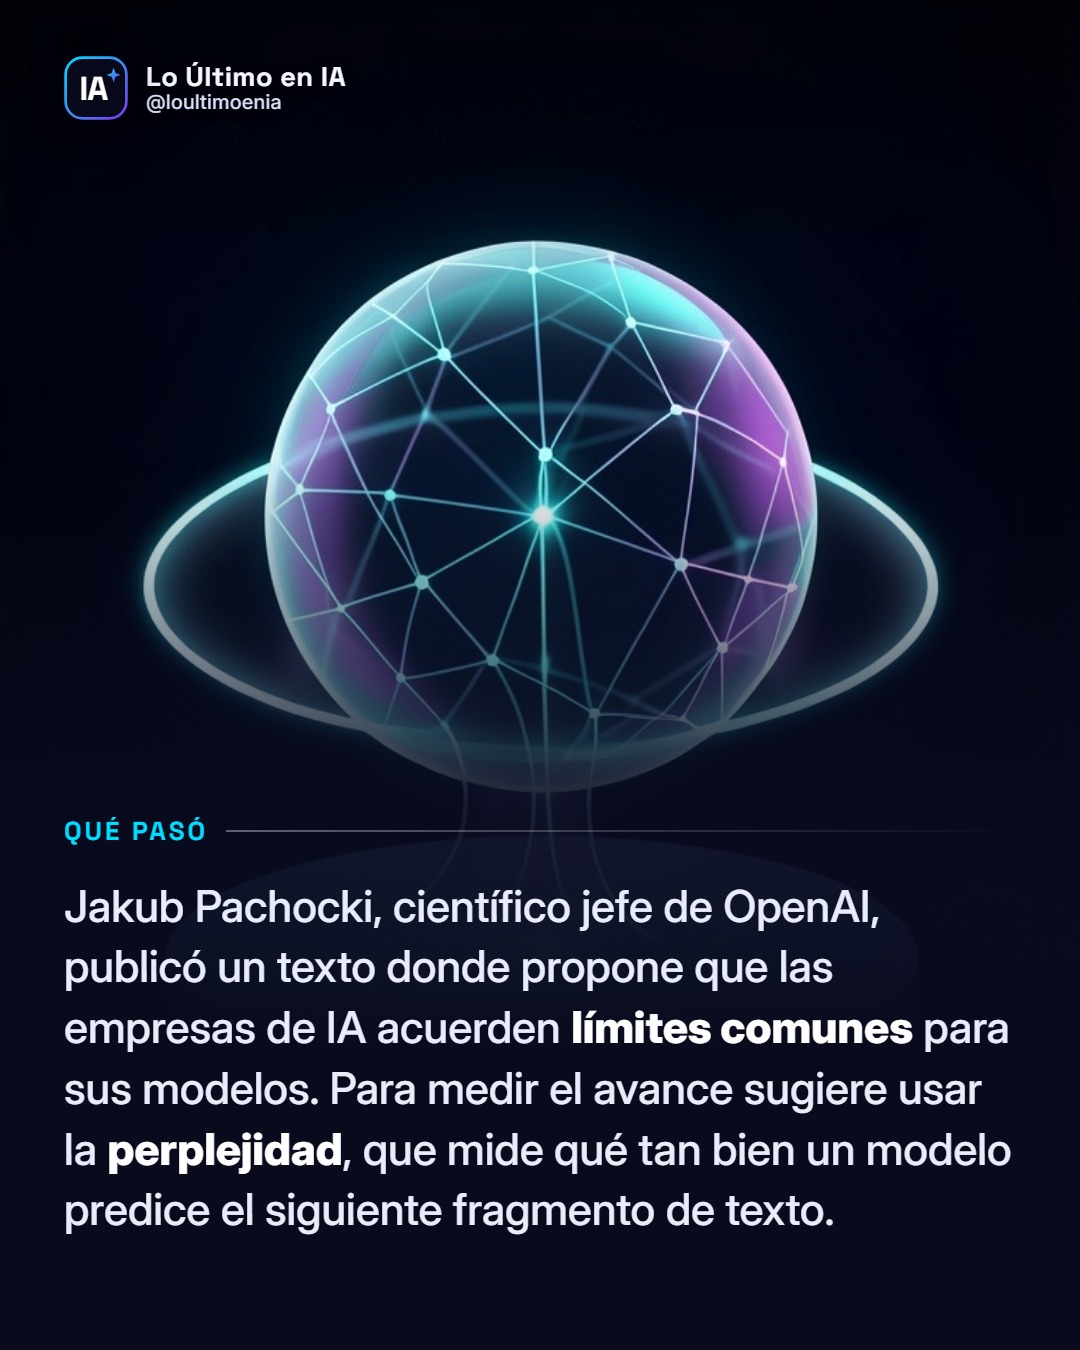 IA
Lo Último en IA
@loultimoenia
QUÉ PASÓ
Jakub Pachocki, científico jefe de OpenAI,
publicó un texto donde propone que las
empresas de IA acuerden límites comunes para
sus modelos. Para medir el avance sugiere usar
la perplejidad, que mide qué tan bien un modelo
predice el siguiente fragmento de texto.